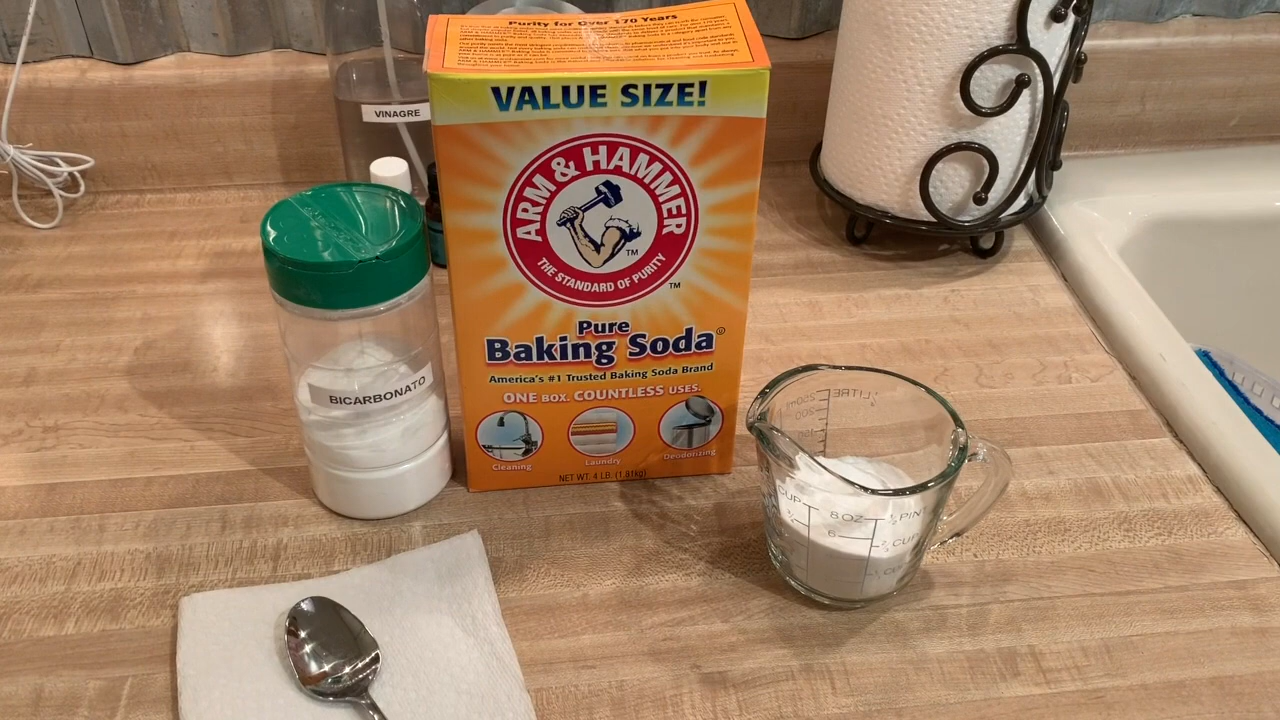 Purity for Over 170 Years
VALUE SIZE!
VINAGRE
ARM & HAMMER
THE STANDARD OF PURITY
TM
TM
Pure
Baking Soda
America's #1 Trusted Baking Soda Brand
ONE BOX. COUNTLESS USES.
Cleaning
Laundry
Deodorizing
NET WT. 4 LB. (1.81kg)
BICARBONATO
LITRE
250ml
200
CUP
8 OZ
½ PINT
6
⅔ CUP